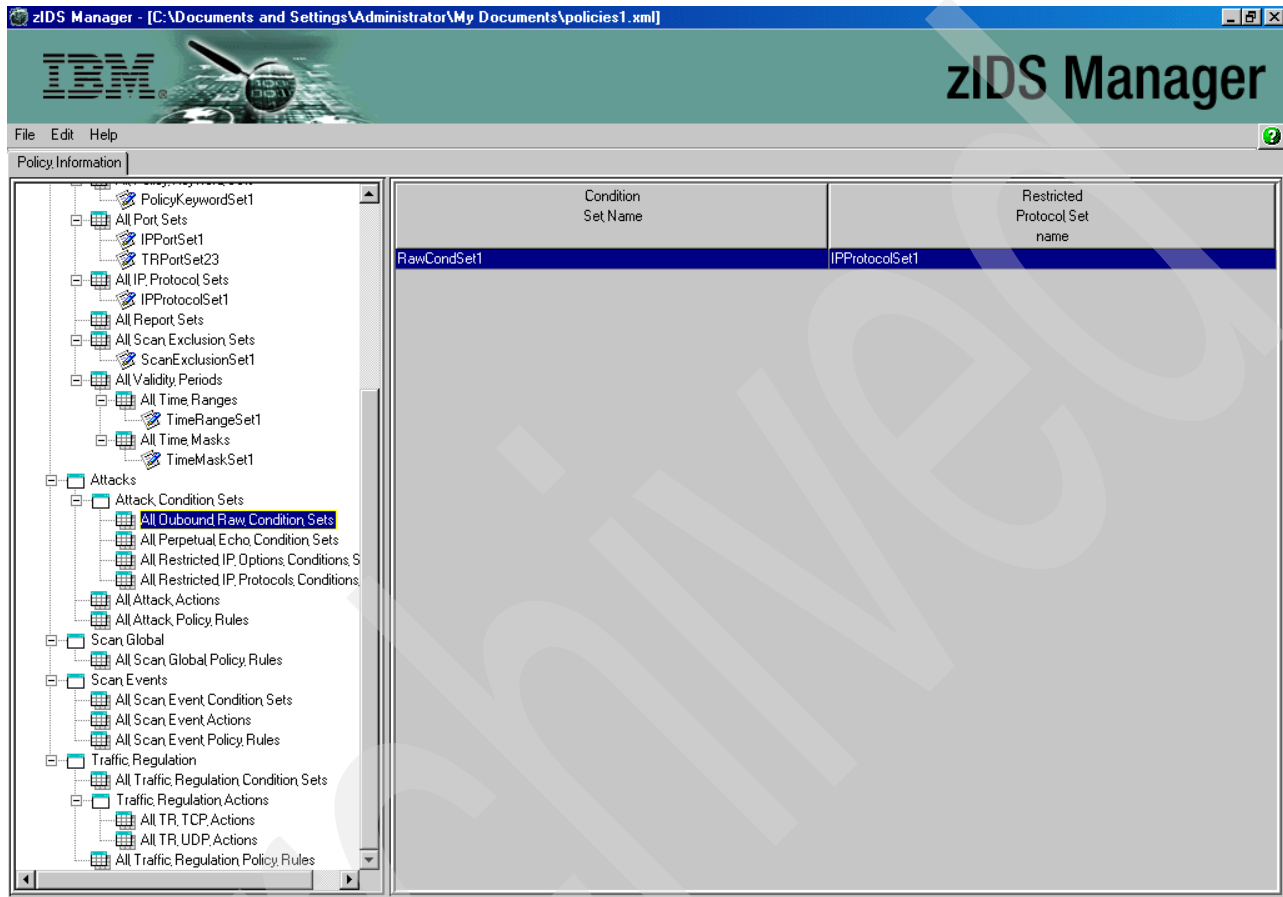 zIDS Manager - [C:\Documents and Settings\Administrator\My Documents\policies1.xml]
IBM
zIDS Manager
File Edit Help
Policy Information
PolicyKeywordSet1
All Port Sets
IPPortSet1
TRPortSet23
All IP Protocol Sets
IPProtocolSet1
All Report Sets
All Scan Exclusion Sets
ScanExclusionSet1
All Validity Periods
All Time Ranges
TimeRangeSet1
All Time Masks
TimeMaskSet1
Attacks
Attack Condition Sets
All Oubound Raw Condition Sets
All Perpetual Echo Condition Sets
All Restricted IP Options Conditions S
All Restricted IP Protocols Conditions
All Attack Actions
All Attack Policy Rules
Scan Global
All Scan Global Policy Rules
Scan Events
All Scan Event Condition Sets
All Scan Event Actions
All Scan Event Policy Rules
Traffic Regulation
All Traffic Regulation Condition Sets
Traffic Regulation Actions
All TR TCP Actions
All TR UDP Actions
All Traffic Regulation Policy Rules
Condition
Set Name
Restricted
Protocol Set
name
RawCondSet1 IPProtocolSet1